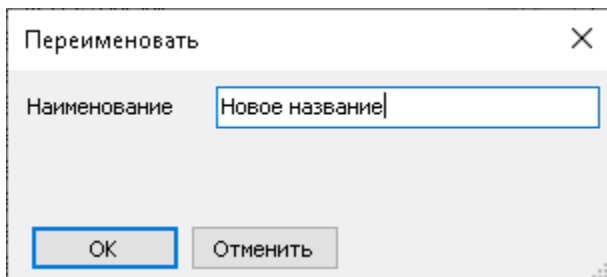 Переименовать
Наименование Новое название
ОК Отменить